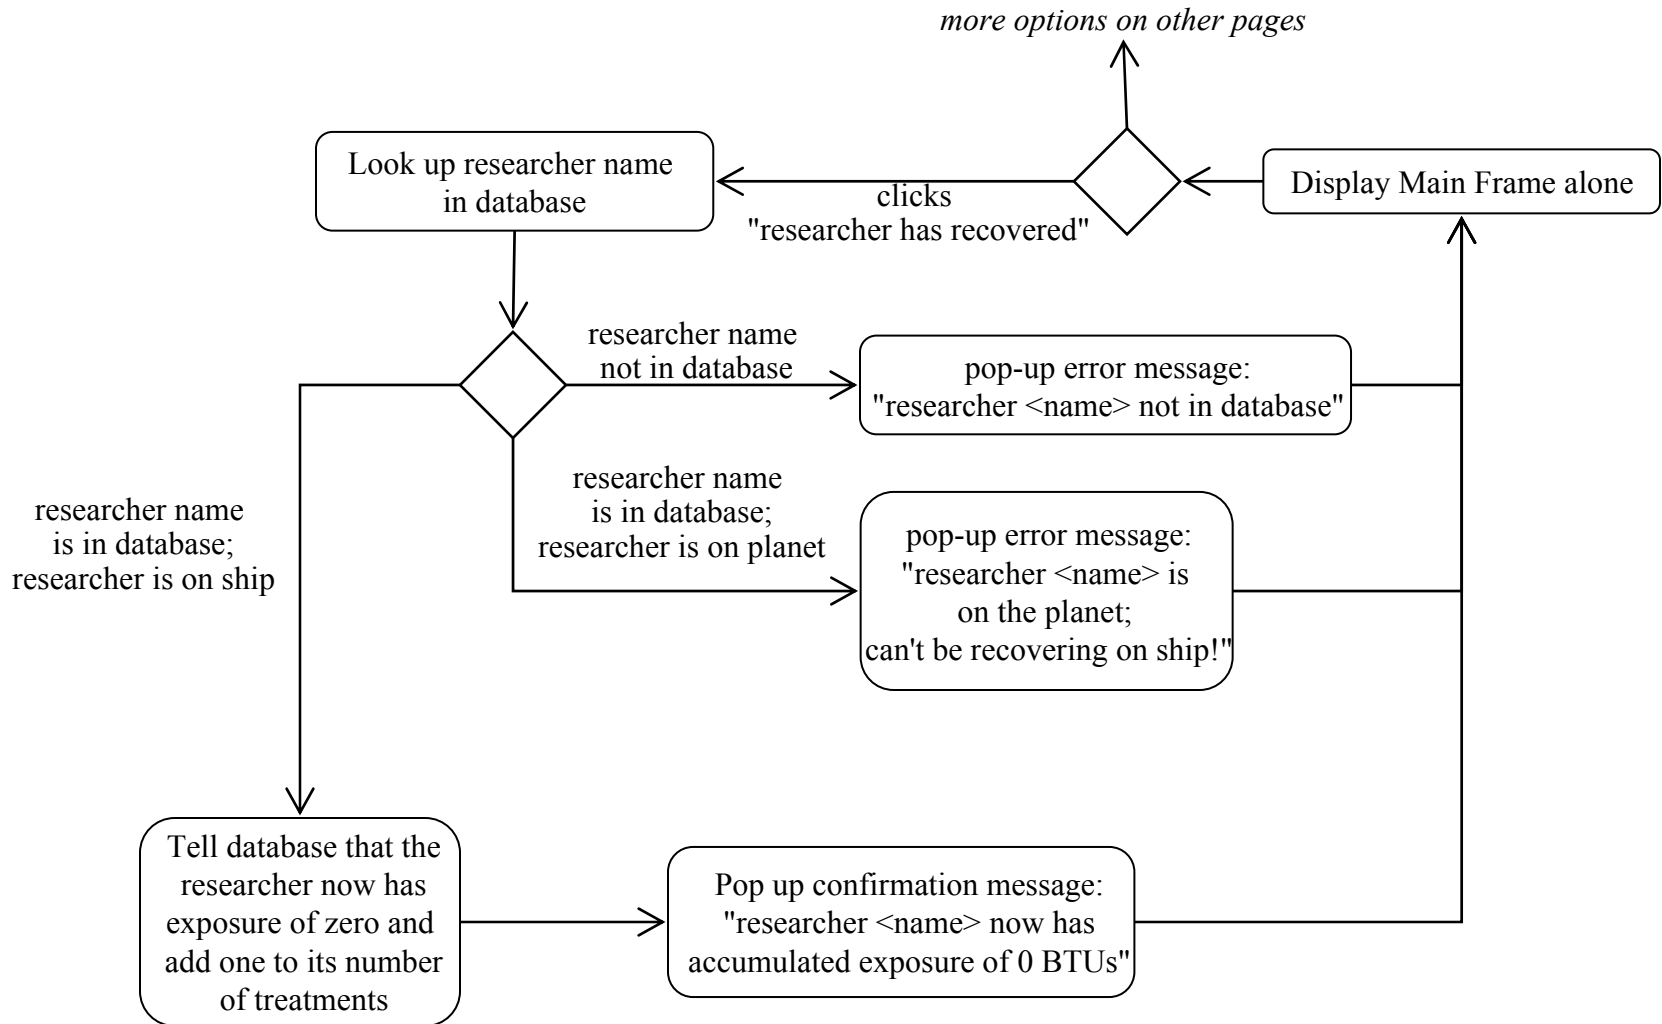 more options on other pages
Look up researcher name
in database
clicks
"researcher has recovered"
Display Main Frame alone
researcher name
not in database
pop-up error message:
"researcher <name> not in database"
researcher name
is in database;
researcher is on planet
researcher name
is in database;
researcher is on ship
pop-up error message:
"researcher <name> is
on the planet;
can't be recovering on ship!"
Tell database that the
researcher now has
exposure of zero and
add one to its number
of treatments
Pop up confirmation message:
"researcher <name> now has
accumulated exposure of 0 BTUs"